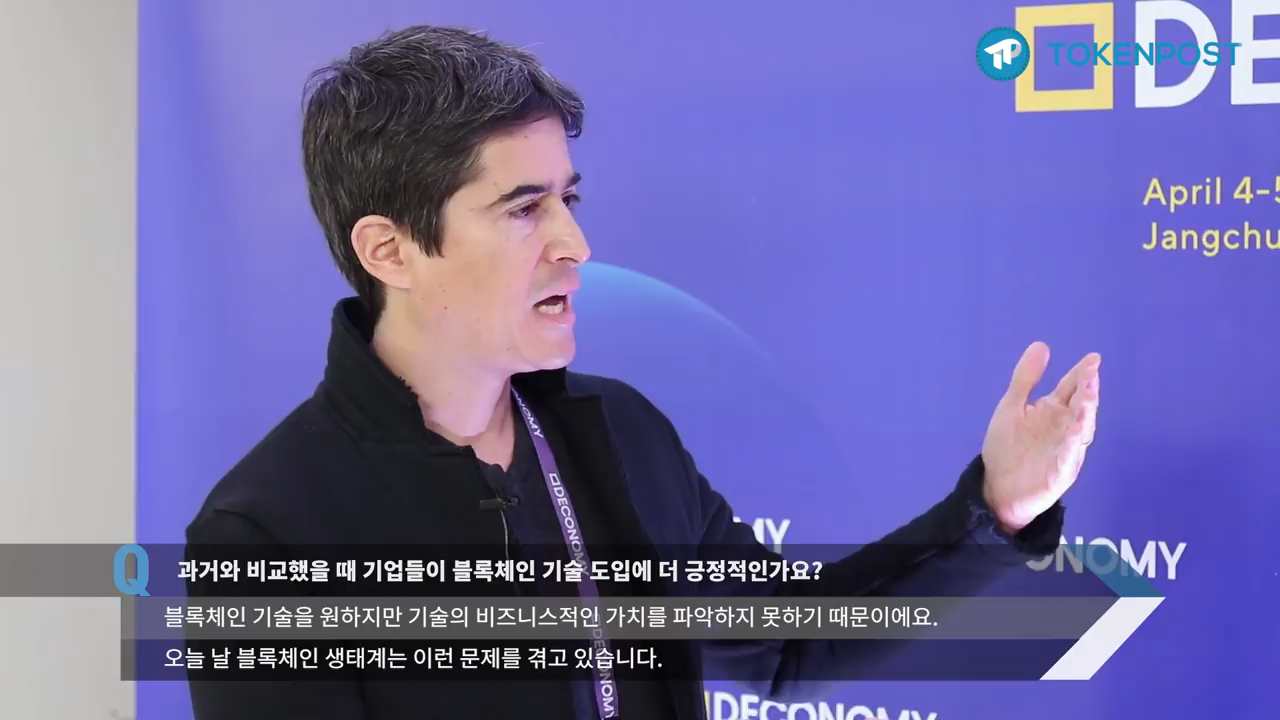 TOKENPOST
DE
April 4-5
Jangchu
DECONOMY
ONOMY
Q 과거와 비교했을 때 기업들이 블록체인 기술 도입에 더 긍정적인가요?
블록체인 기술을 원하지만 기술의 비즈니스적인 가치를 파악하지 못하기 때문이에요.
오늘 날 블록체인 생태계는 이런 문제를 겪고 있습니다.
DECONOMY